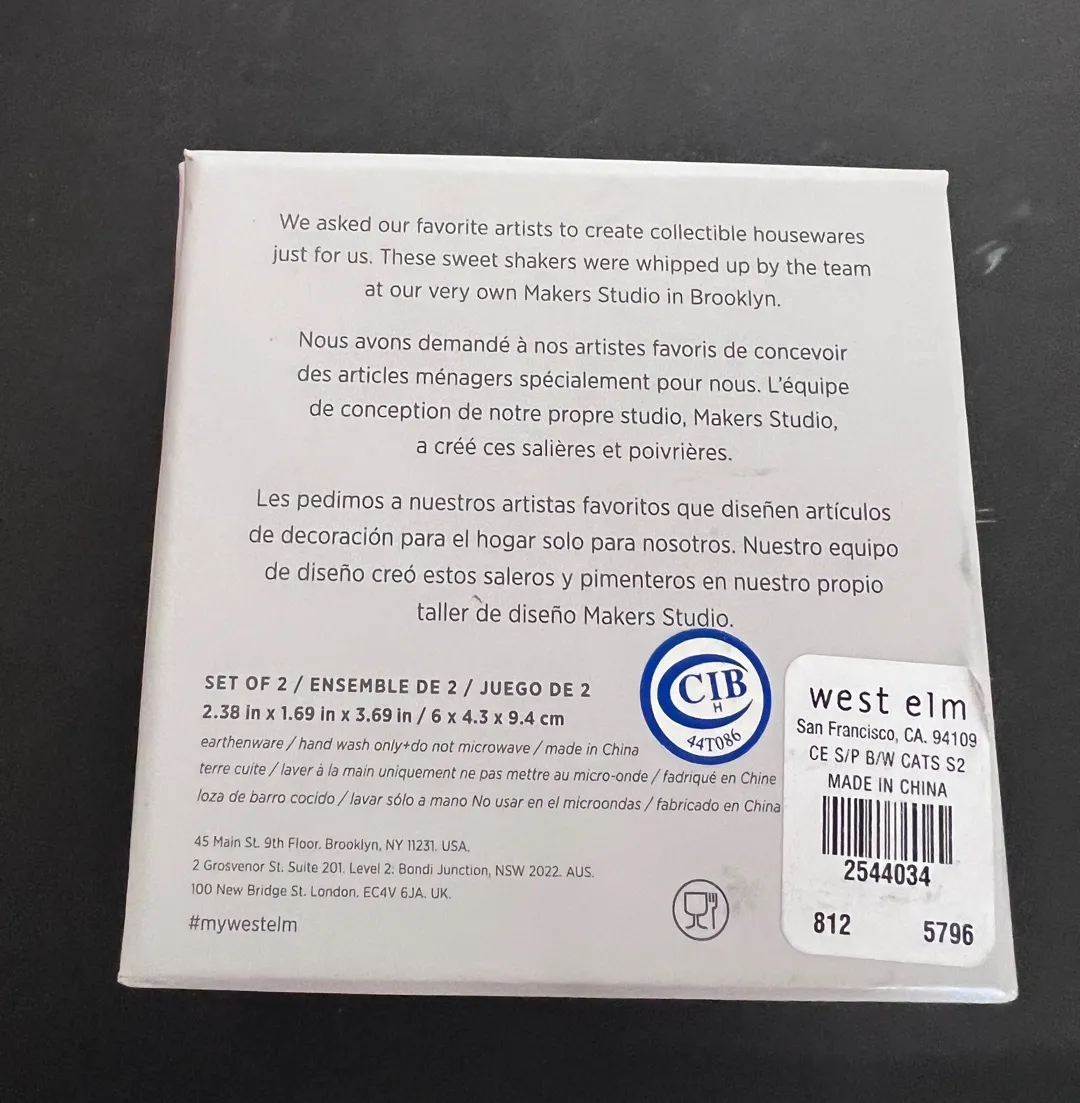 We asked our favorite artists to create collectible housewares
just for us. These sweet shakers were whipped up by the team
at our very own Makers Studio in Brooklyn.
Nous avons demandé à nos artistes favoris de concevoir
des articles ménagers spécialement pour nous. L'équipe
de conception de notre propre studio, Makers Studio,
a créé ces salières et poivrières.
Les pedimos a nuestros artistas favoritos que diseñen artículos
de decoración para el hogar solo para nosotros. Nuestro equipo
de diseño creó estos saleros y pimenteros en nuestro propio
taller de diseño Makers Studio.
SET OF 2 / ENSEMBLE DE 2 / JUEGO DE 2
2.38 in x 1.69 in x 3.69 in / 6 x 4.3 x 9.4 cm
earthenware / hand wash only+do not microwave / made in China
terre cuite / laver à la main uniquement ne pas mettre au micro-onde / fadriqué en Chine
loza de barro cocido / lavar sólo a mano No usar en el microondas / fabricado en China
45 Main St. 9th Floor. Brooklyn, NY 11231. USA.
2 Grosvenor St. Suite 201. Level 2. Bondi Junction, NSW 2022. AUS.
100 New Bridge St. London. EC4V 6JA. UK.
#mywestelm
CIB
H
44T086
west elm
San Francisco, CA. 94109
CE S/P B/W CATS S2
MADE IN CHINA
2544034
812 5796